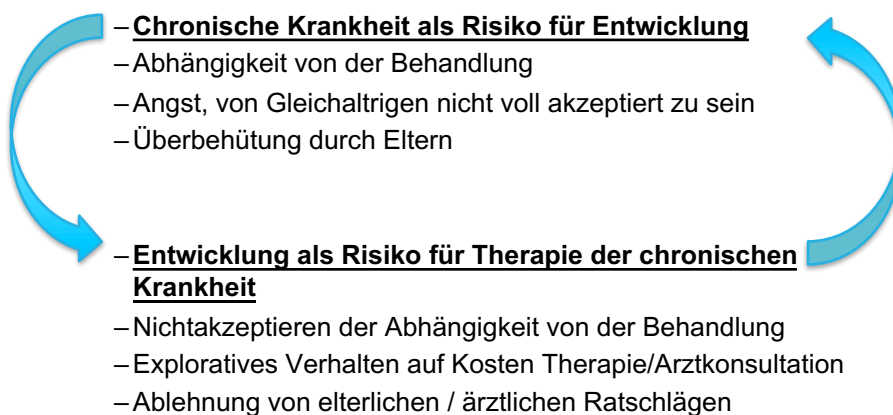 – Chronische Krankheit als Risiko für Entwicklung
– Abhängigkeit von der Behandlung
– Angst, von Gleichaltrigen nicht voll akzeptiert zu sein
– Überbehütung durch Eltern
– Entwicklung als Risiko für Therapie der chronischen
Krankheit
– Nichtakzeptieren der Abhängigkeit von der Behandlung
– Exploratives Verhalten auf Kosten Therapie/Arztkonsultation
– Ablehnung von elterlichen / ärztlichen Ratschlägen